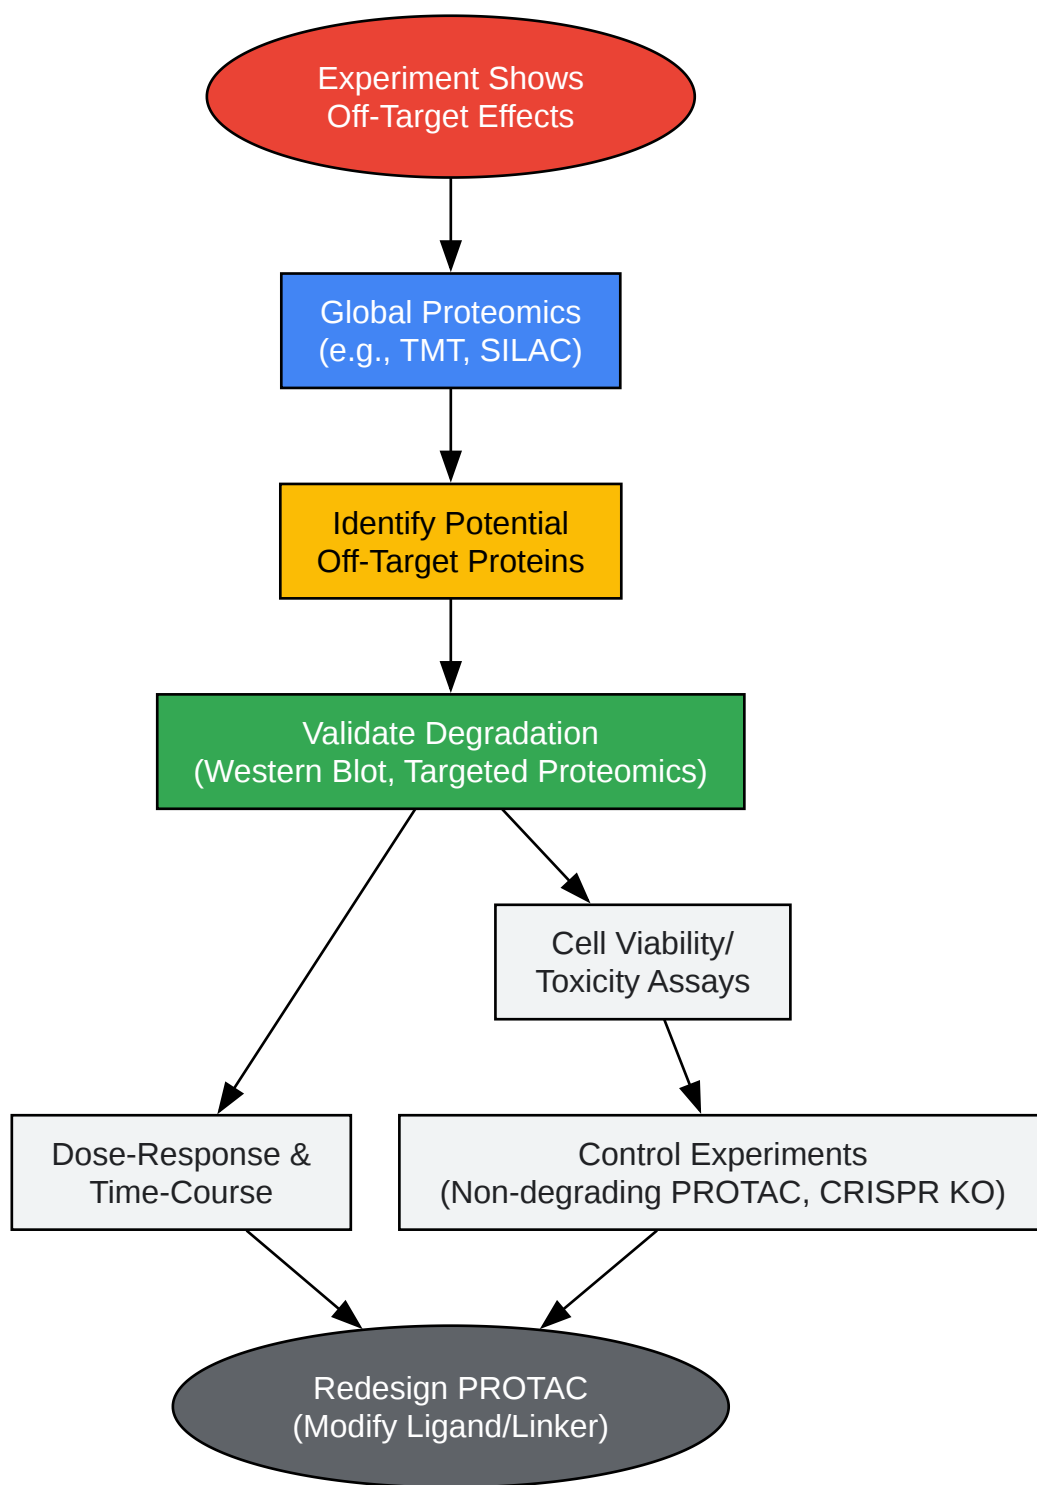 Experiment Shows
Off-Target Effects
Global Proteomics
(e.g., TMT, SILAC)
Identify Potential
Off-Target Proteins
Validate Degradation
(Western Blot, Targeted Proteomics)
Cell Viability/
Toxicity Assays
Dose-Response &
Time-Course
Control Experiments
(Non-degrading PROTAC, CRISPR KO)
Redesign PROTAC
(Modify Ligand/Linker)